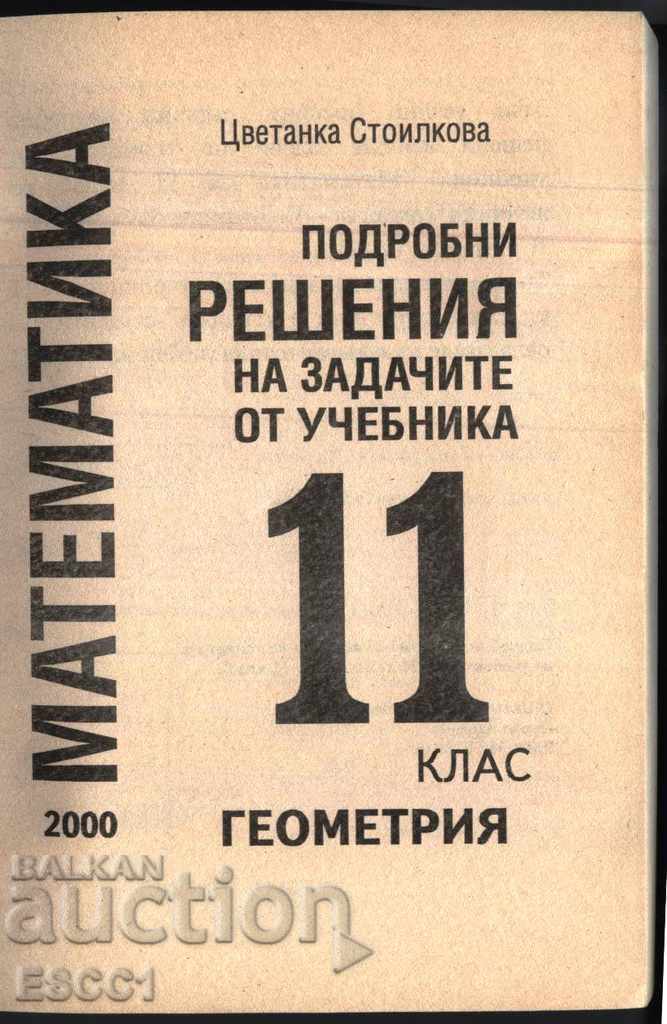 Цветанка Стоилкова
МАТЕМАТИКА
ПОДРОБНИ
РЕШЕНИЯ
НА ЗАДАЧИТЕ
ОТ УЧЕБНИКА
11
КЛАС
2000
ГЕОМЕТРИЯ
BALKAN
auction
ESCC1